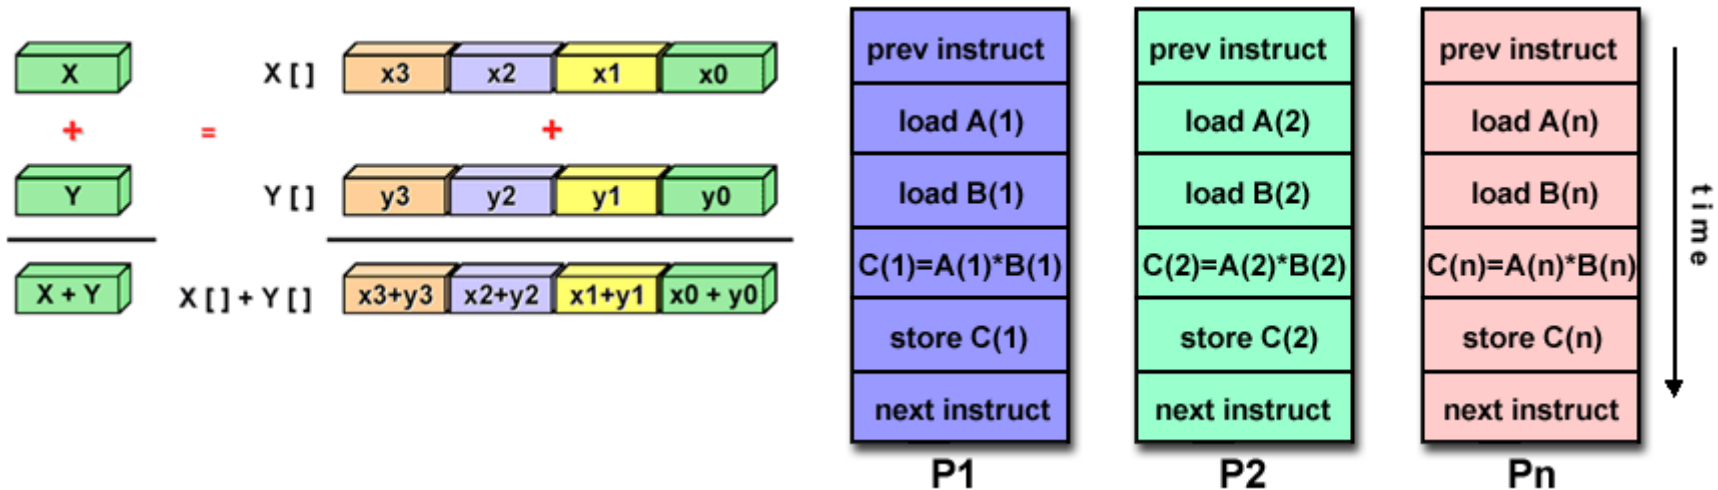 X
+
Y
X + Y
=
X [ ]
x3 x2 x1 x0
+
Y [ ]
y3 y2 y1 y0
X [ ] + Y [ ]
x3+y3 x2+y2 x1+y1 x0 + y0
prev instruct
load A(1)
load B(1)
C(1)=A(1)*B(1)
store C(1)
next instruct
P1
prev instruct
load A(2)
load B(2)
C(2)=A(2)*B(2)
store C(2)
next instruct
P2
prev instruct
load A(n)
load B(n)
C(n)=A(n)*B(n)
store C(n)
next instruct
Pn
time